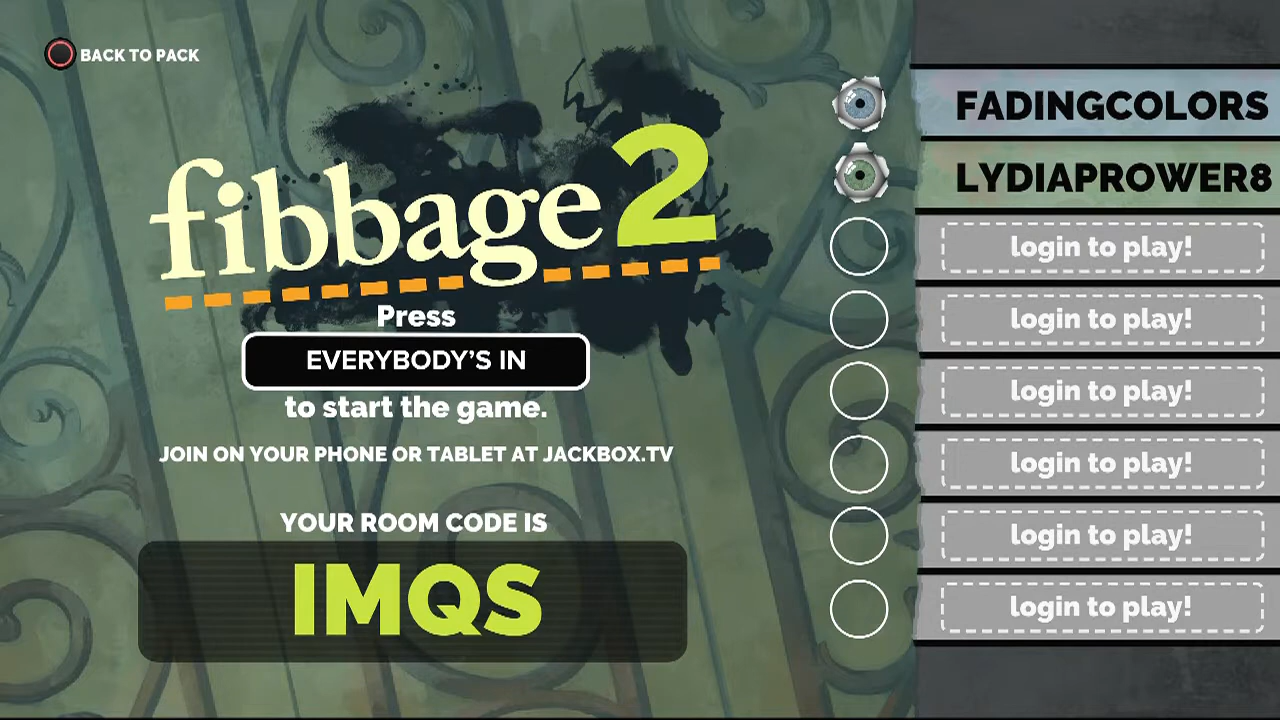 BACK TO PACK
fibbage 2
Press
EVERYBODY'S IN
to start the game.
JOIN ON YOUR PHONE OR TABLET AT JACKBOX.TV
YOUR ROOM CODE IS
IMQS
FADINGCOLORS
LYDIAPROWER8
login to play!
login to play!
login to play!
login to play!
login to play!
login to play!